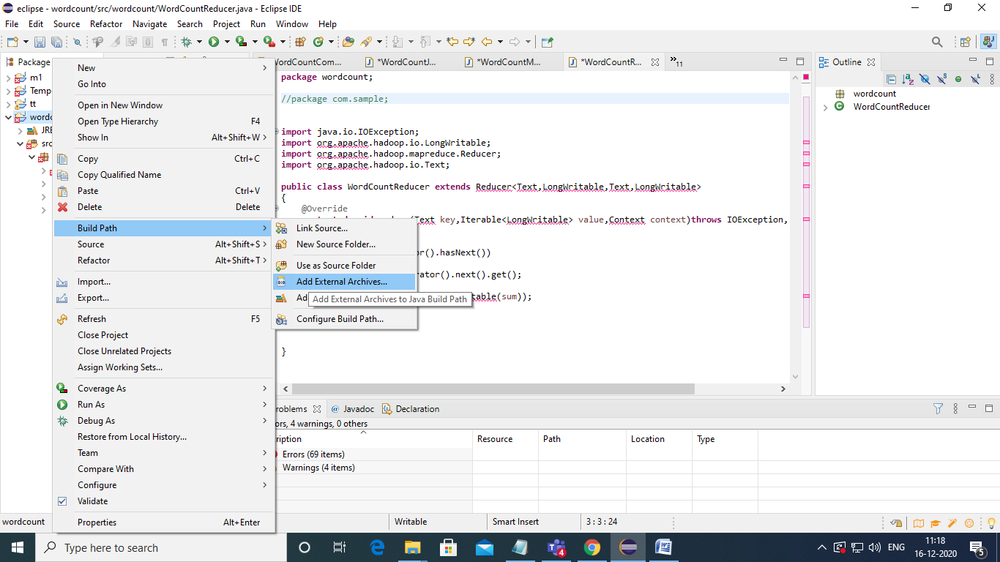 eclipse - wordcount/src/wordcount/WordCountReducer.java - Eclipse IDE
File Edit Source Refactor Navigate Search Project Run Window Help
Package
m1
tt
New
Go Into
Open in New Window
Open Type Hierarchy F4
Show In Alt+Shift+W >
Copy Ctrl+C
Copy Qualified Name
Paste Ctrl+V
Delete Delete
Build Path
Source Alt+Shift+S >
Refactor Alt+Shift+T >
Import...
Export...
Refresh F5
Close Project
Close Unrelated Projects
Assign Working Sets...
Coverage As
Run As
Debug As
Restore from Local History...
Team
Compare With
Configure
Validate
Properties Alt+Enter
Link Source...
New Source Folder...
Use as Source Folder
Add External Archives...
Ad
Add External Archives to Java Build Path
Configure Build Path...
WordCountCom... *WordCountJ... *WordCountM... *WordCountR... »11
package wordcount;
//package com.sample;
import java.io.IOException;
import org.apache.hadoop.io.LongWritable;
import org.apache.hadoop.mapreduce.Reducer;
import org.apache.hadoop.io.Text;
public class WordCountReducer extends Reducer<Text,LongWritable,Text,LongWritable>
{
@Override
(Text key,Iterable<LongWritable> value,Context context)throws IOException,
or().hasNext())
rator().next().get();
table(sum));
}
Outline
wordcount
WordCountReducer
roblems @ Javadoc Declaration
ors, 4 warnings, 0 others
ription Resource Path Location Type
Errors (69 items)
Warnings (4 items)
wordcount Writable Smart Insert 3 : 3 : 24
Type here to search
4
ENG
11:18
16-12-2020
5